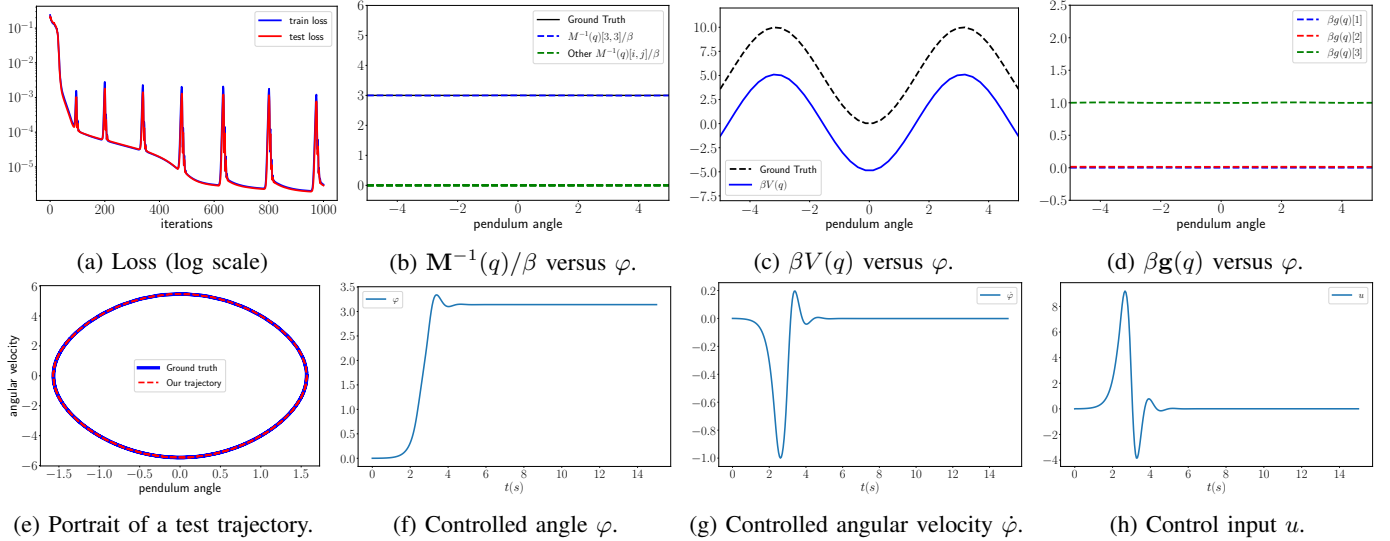 train loss
test loss
10⁻¹
10⁻²
10⁻³
10⁻⁴
10⁻⁵
0 200 400 600 800 1000
iterations
(a) Loss (log scale)
Ground Truth
M⁻¹(q)[3, 3]/β
Other M⁻¹(q)[i, j]/β
6
5
4
3
2
1
0
−4 −2 0 2 4
pendulum angle
(b) M⁻¹(q)/β versus φ.
10.0
7.5
5.0
2.5
0.0
−2.5
−5.0
−7.5
Ground Truth
βV(q)
−4 −2 0 2 4
pendulum angle
(c) βV(q) versus φ.
βg(q)[1]
βg(q)[2]
βg(q)[3]
2.5
2.0
1.5
1.0
0.5
0.0
−0.5
−4 −2 0 2 4
pendulum angle
(d) βg(q) versus φ.
angular velocity
6
4
2
0
−2
−4
−6
Ground truth
Our trajectory
−1.5 −1.0 −0.5 0.0 0.5 1.0 1.5
pendulum angle
(e) Portrait of a test trajectory.
φ
3.5
3.0
2.5
2.0
1.5
1.0
0.5
0.0
0 2 4 6 8 10 12 14
t(s)
(f) Controlled angle φ.
φ̇
0.2
0.0
−0.2
−0.4
−0.6
−0.8
−1.0
0 2 4 6 8 10 12 14
t(s)
(g) Controlled angular velocity φ̇.
u
8
6
4
2
0
−2
−4
0 2 4 6 8 10 12 14
t(s)
(h) Control input u.